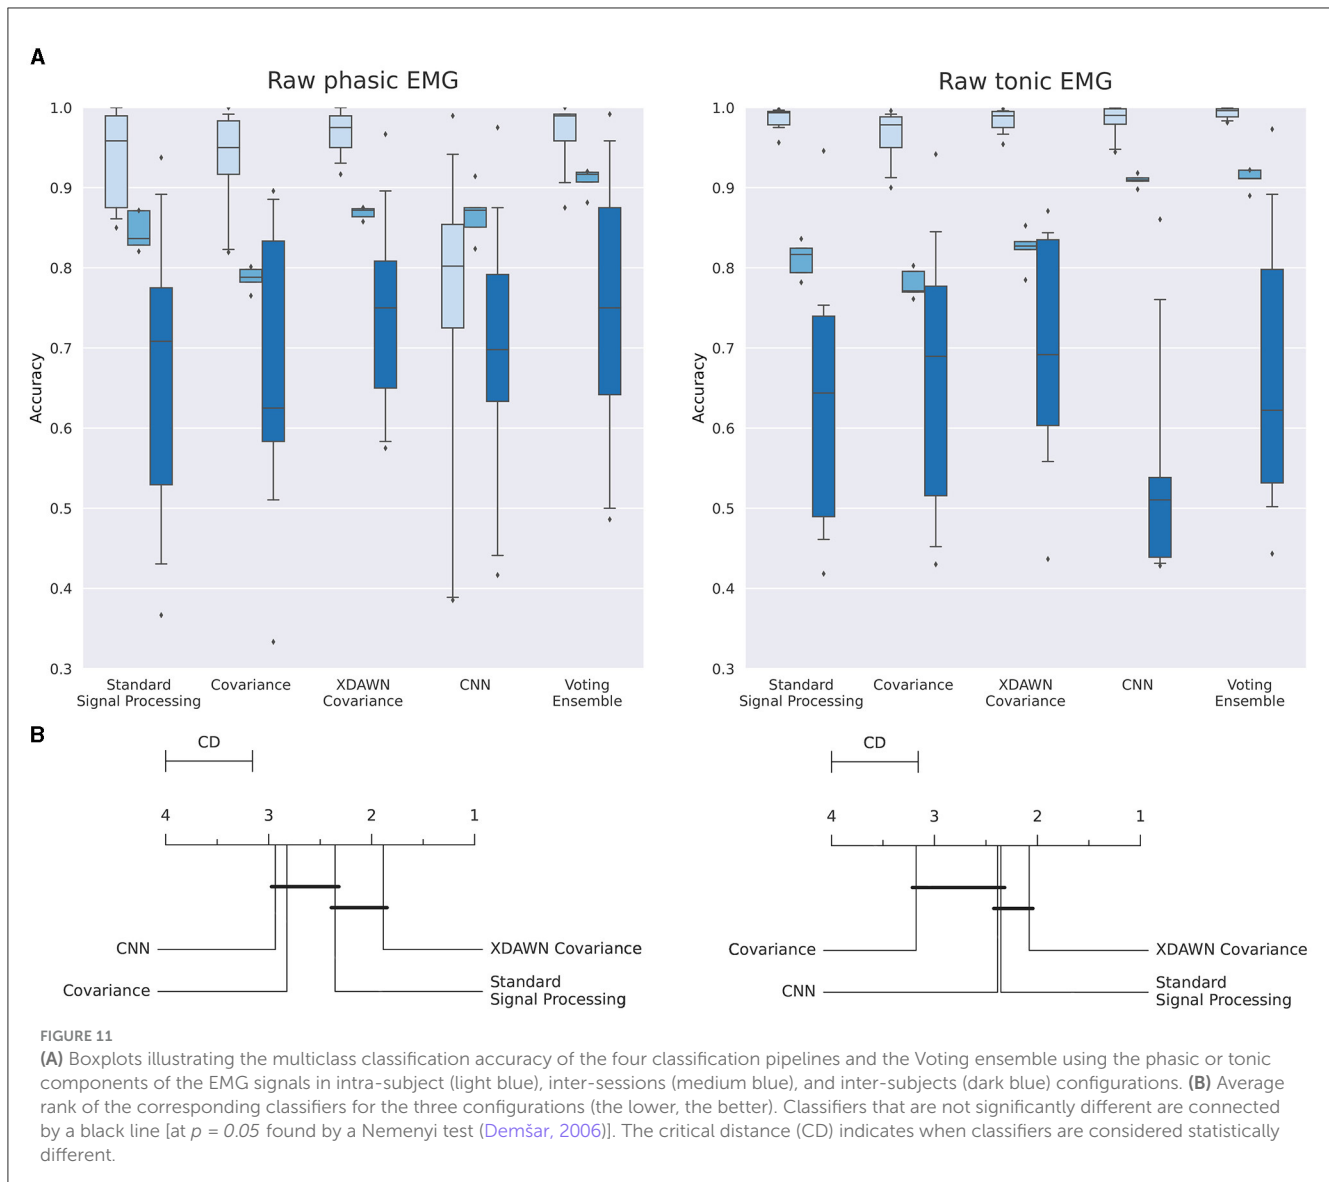 A
Raw phasic EMG
1.0
0.9
0.8
0.7
0.6
0.5
0.4
0.3
Accuracy
Standard
Signal Processing
Covariance
XDAWN
Covariance
CNN
Voting
Ensemble
Raw tonic EMG
1.0
0.9
0.8
0.7
0.6
0.5
0.4
0.3
Accuracy
Standard
Signal Processing
Covariance
XDAWN
Covariance
CNN
Voting
Ensemble
B
CD
4 3 2 1
CNN
Covariance
XDAWN Covariance
Standard
Signal Processing
CD
4 3 2 1
Covariance
CNN
XDAWN Covariance
Standard
Signal Processing
FIGURE 11
(A) Boxplots illustrating the multiclass classification accuracy of the four classification pipelines and the Voting ensemble using the phasic or tonic
components of the EMG signals in intra-subject (light blue), inter-sessions (medium blue), and inter-subjects (dark blue) configurations. (B) Average
rank of the corresponding classifiers for the three configurations (the lower, the better). Classifiers that are not significantly different are connected
by a black line [at p = 0.05 found by a Nemenyi test (Demšar, 2006)]. The critical distance (CD) indicates when classifiers are considered statistically
different.